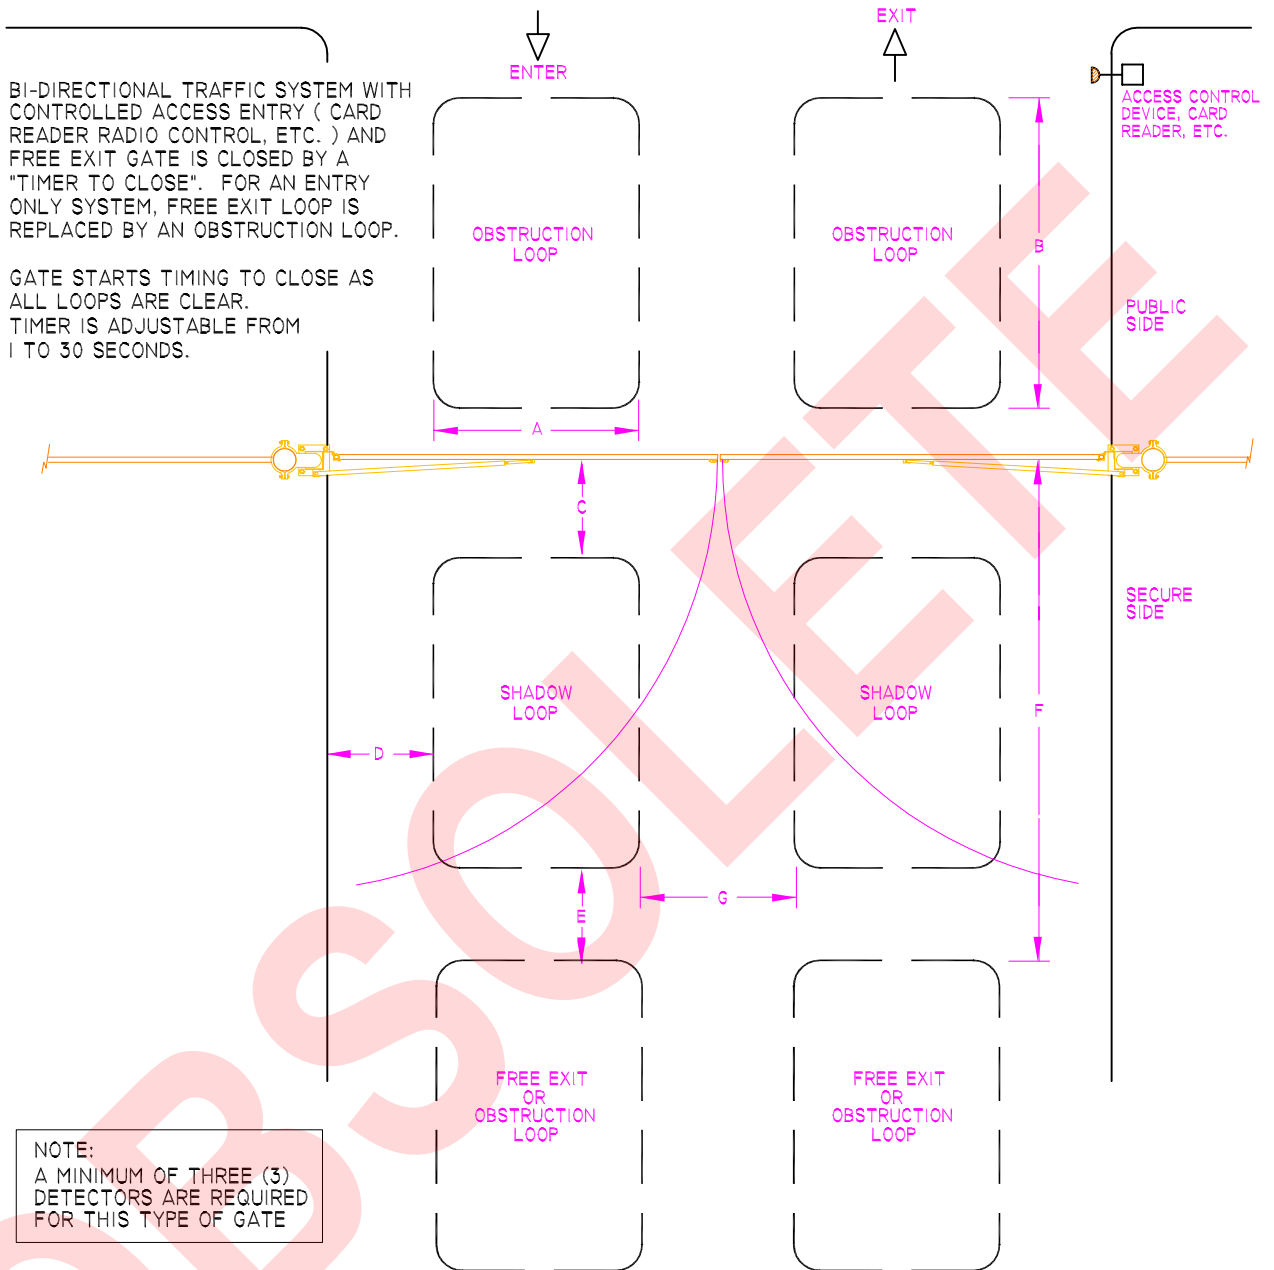 EXIT
ENTER
BI-DIRECTIONAL TRAFFIC SYSTEM WITH
CONTROLLED ACCESS ENTRY ( CARD
READER RADIO CONTROL, ETC. ) AND
FREE EXIT GATE IS CLOSED BY A
"TIMER TO CLOSE". FOR AN ENTRY
ONLY SYSTEM, FREE EXIT LOOP IS
REPLACED BY AN OBSTRUCTION LOOP.
GATE STARTS TIMING TO CLOSE AS
ALL LOOPS ARE CLEAR.
TIMER IS ADJUSTABLE FROM
1 TO 30 SECONDS.
ACCESS CONTROL
DEVICE, CARD
READER, ETC.
OBSTRUCTION
LOOP
OBSTRUCTION
LOOP
B
PUBLIC
SIDE
A
C
SECURE
SIDE
SHADOW
LOOP
SHADOW
LOOP
F
D
G
E
FREE EXIT
OR
OBSTRUCTION
LOOP
FREE EXIT
OR
OBSTRUCTION
LOOP
NOTE:
A MINIMUM OF THREE (3)
DETECTORS ARE REQUIRED
FOR THIS TYPE OF GATE
OBSOLETE